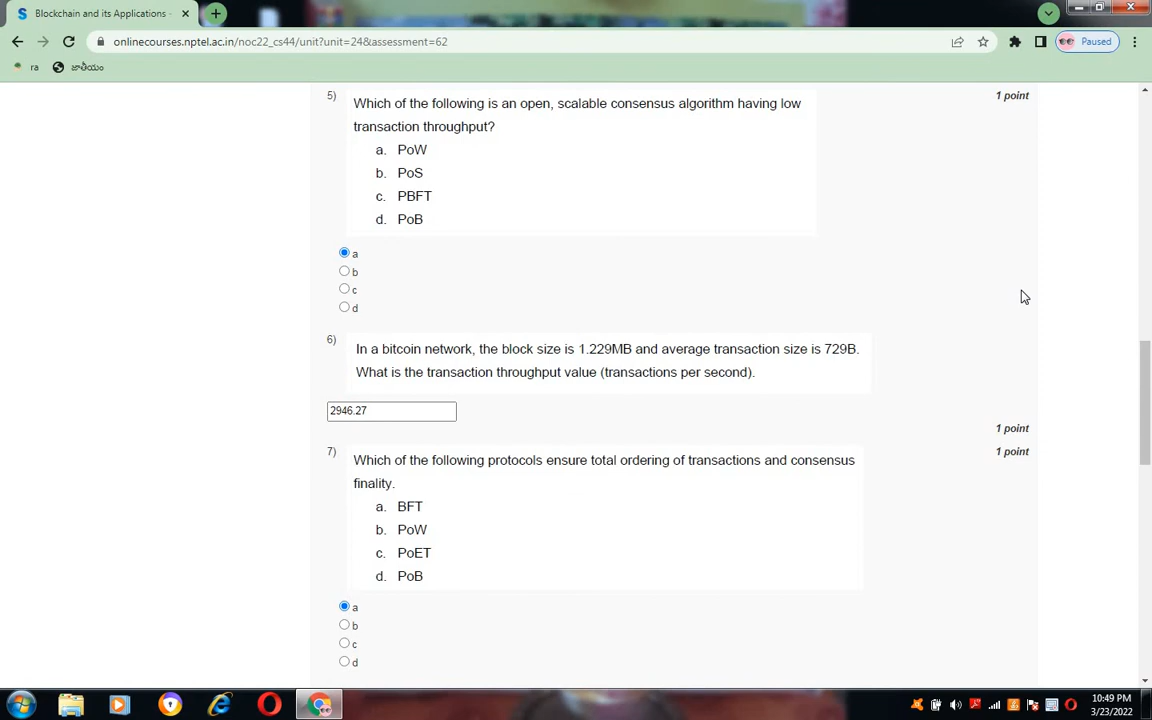 Blockchain and its Applications -
onlinecourses.nptel.ac.in/noc22_cs44/unit?unit=24&assessment=62
Paused
ra
జాతీయం
5)
Which of the following is an open, scalable consensus algorithm having low
transaction throughput?
1 point
a. PoW
b. PoS
c. PBFT
d. PoB
a
b
c
d
6)
In a bitcoin network, the block size is 1.229MB and average transaction size is 729B.
What is the transaction throughput value (transactions per second).
2946.27
1 point
7)
Which of the following protocols ensure total ordering of transactions and consensus
finality.
1 point
a. BFT
b. PoW
c. PoET
d. PoB
a
b
c
d
10:49 PM
3/23/2022